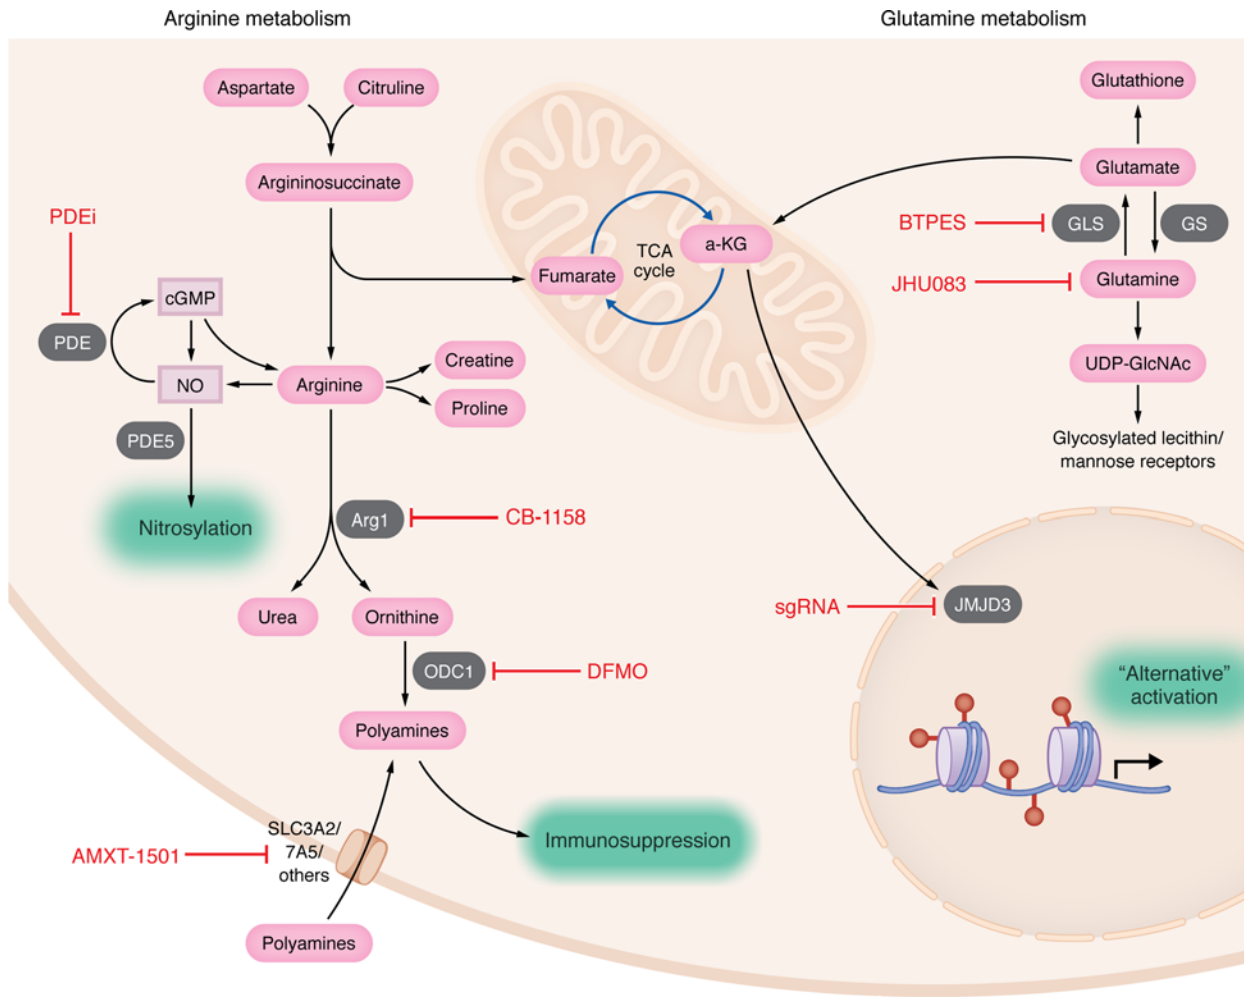 Arginine metabolism
Glutamine metabolism
Aspartate
Citruline
Argininosuccinate
PDEi
cGMP
PDE
NO
Arginine
Creatine
Proline
PDE5
Nitrosylation
Arg1
CB-1158
Urea
Ornithine
ODC1
DFMO
Polyamines
SLC3A2/
7A5/
others
AMXT-1501
Polyamines
Immunosuppression
Fumarate
TCA
cycle
a-KG
Glutathione
Glutamate
BTPES
GLS
GS
JHU083
Glutamine
UDP-GlcNAc
Glycosylated lecithin/
mannose receptors
sgRNA
JMJD3
“Alternative”
activation